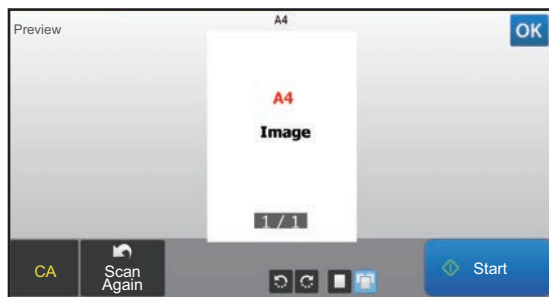 Preview
A4
OK
A4
Image
1 / 1
CA
Scan
Again
Start